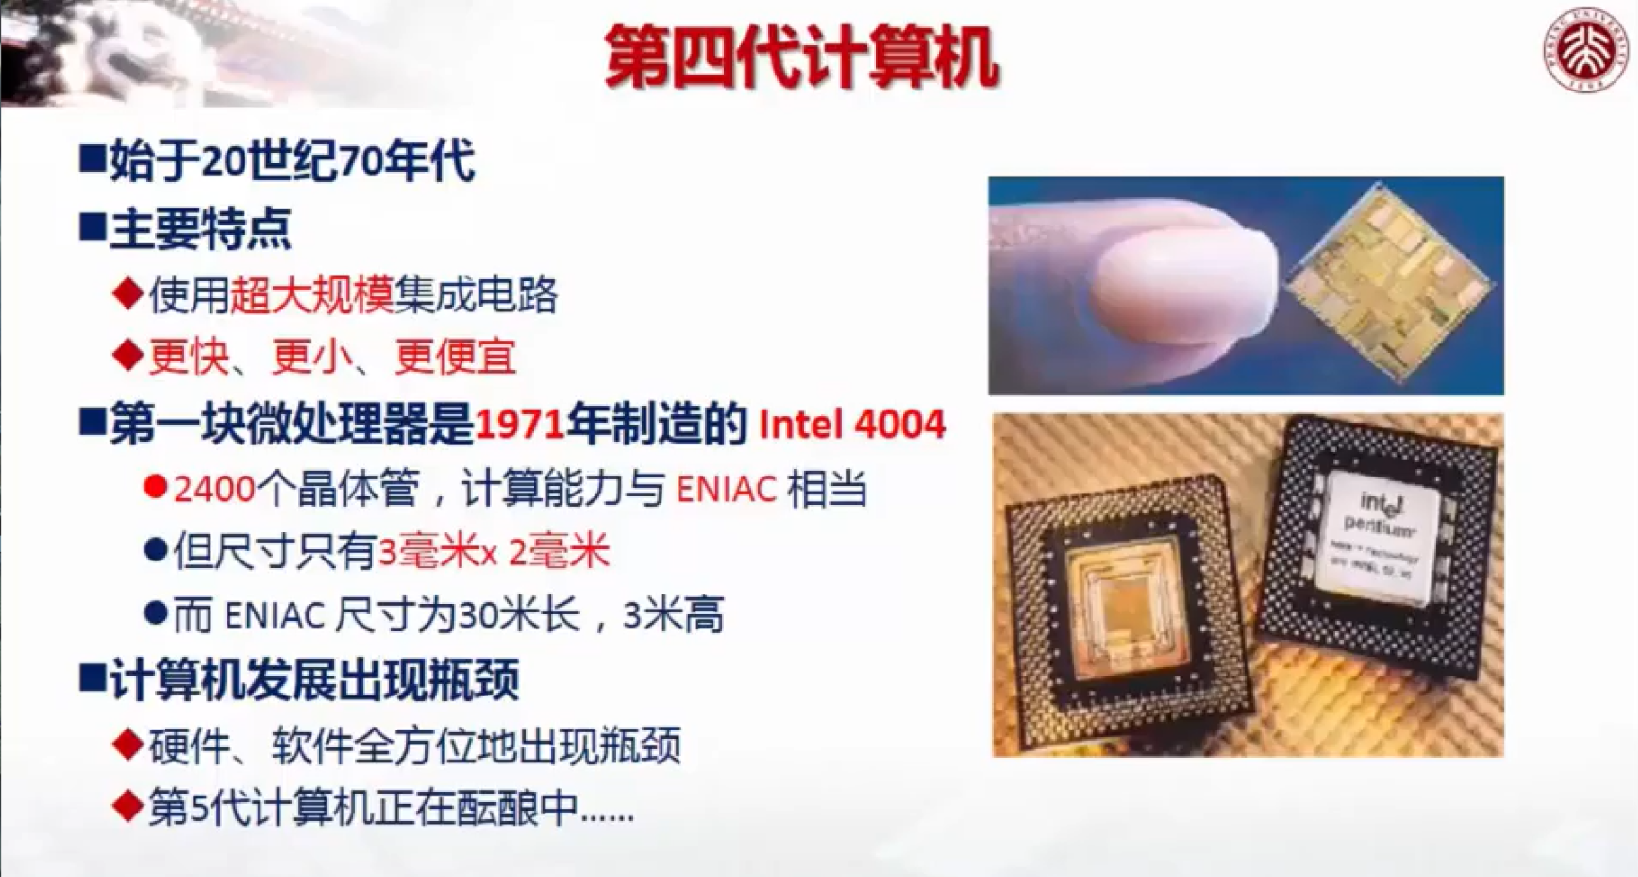 第四代计算机
PEKING UNIVERSITY
1898
■始于20世纪70年代
■主要特点
◆使用超大规模集成电路
◆更快、更小、更便宜
■第一块微处理器是1971年制造的 Intel 4004
●2400个晶体管，计算能力与 ENIAC 相当
●但尺寸只有3毫米x 2毫米
●而 ENIAC 尺寸为30米长，3米高
■计算机发展出现瓶颈
◆硬件、软件全方位地出现瓶颈
◆第5代计算机正在酝酿中……
intel
pentium
Technology